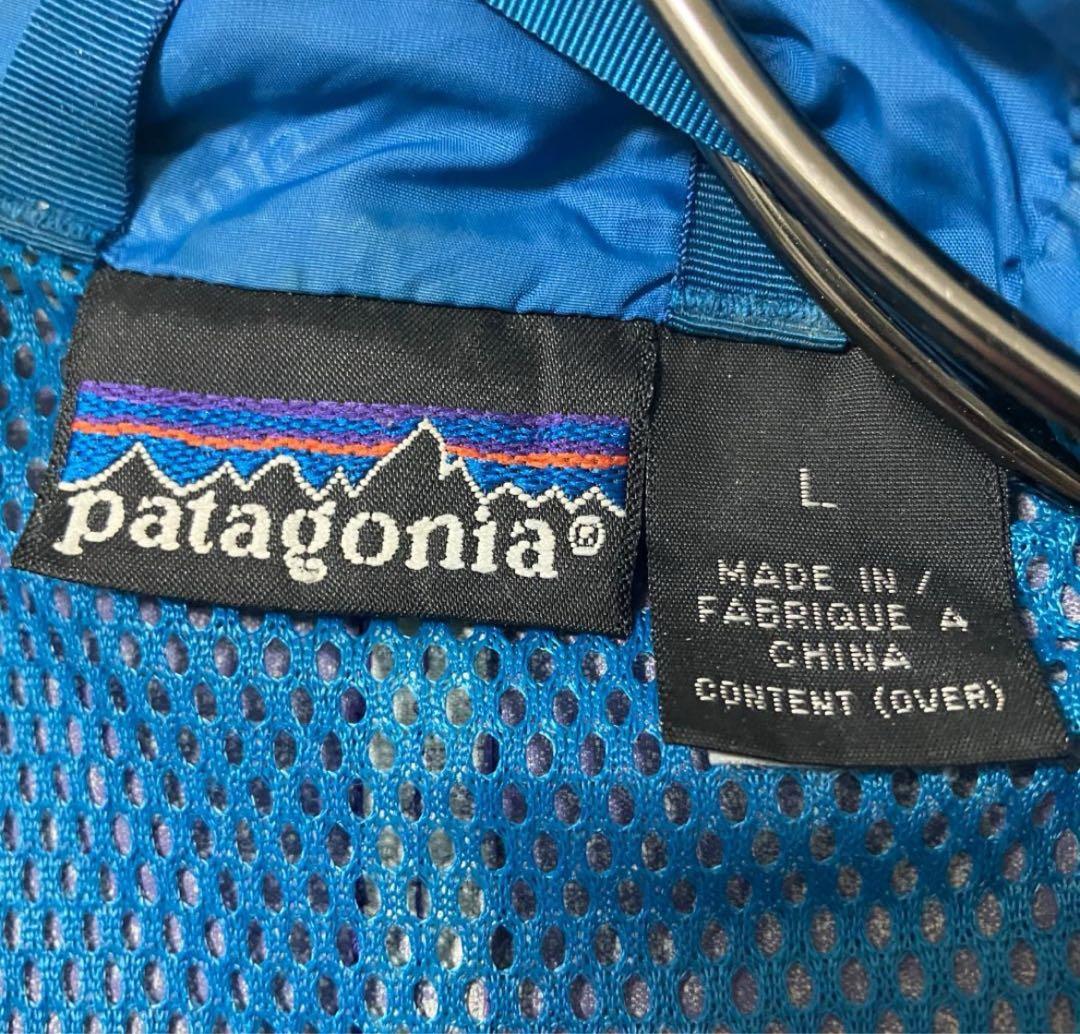 patagonia®
L
MADE IN /
FABRIQUE A
CHINA
CONTENT (OVER)